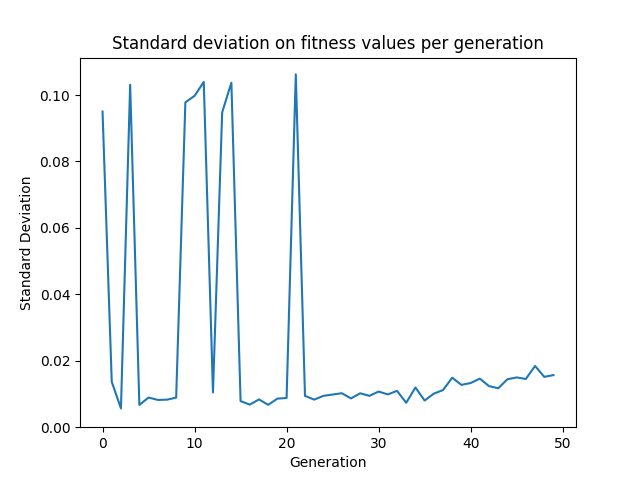 Standard deviation on fitness values per generation
0.10
0.08
0.06
0.04
0.02
0.00
Standard Deviation
0 10 20 30 40 50
Generation